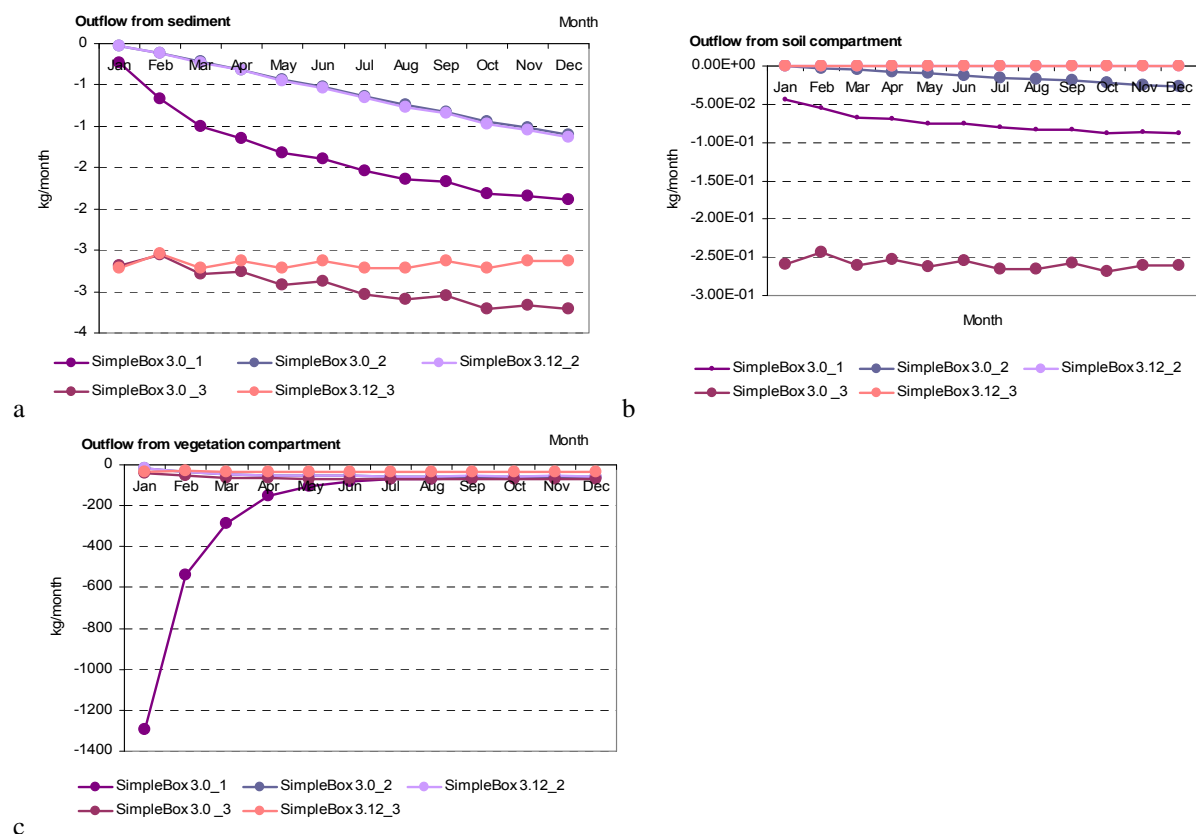 Outflow from sediment Month
0
Jan Feb Mar Apr May Jun Jul Aug Sep Oct Nov Dec
-1
-1
-2
-2
-3
-3
-4
kg/month
SimpleBox 3.0_1 SimpleBox 3.0_2 SimpleBox 3.12_2
SimpleBox 3.0 _3 SimpleBox 3.12_3
a
Outflow from soil compartment
0.00E+00
Jan Feb Mar Apr May Jun Jul Aug Sep Oct Nov Dec
-5.00E-02
-1.00E-01
-1.50E-01
-2.00E-01
-2.50E-01
-3.00E-01
kg/month
Month
SimpleBox 3.0_1 SimpleBox 3.0_2 SimpleBox 3.12_2
SimpleBox 3.0 _3 SimpleBox 3.12_3
b
Outflow from vegetation compartment Month
0
Jan Feb Mar Apr May Jun Jul Aug Sep Oct Nov Dec
-200
-400
-600
-800
-1000
-1200
-1400
kg/month
SimpleBox 3.0_1 SimpleBox 3.0_2 SimpleBox 3.12_2
SimpleBox 3.0 _3 SimpleBox 3.12_3
c